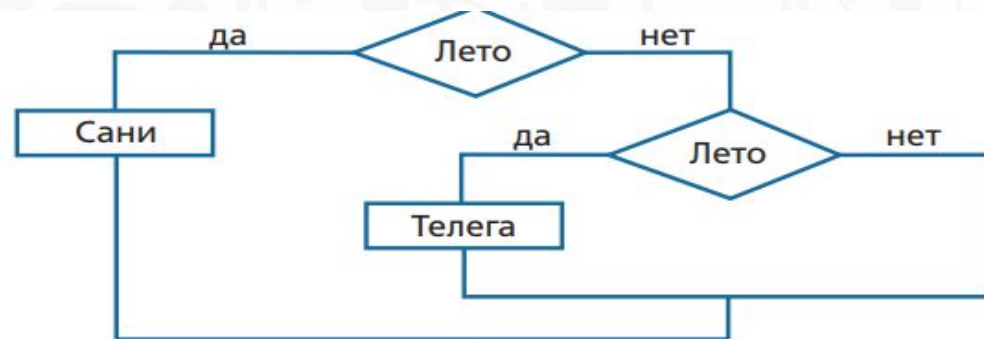 да
Лето
нет
Сани
да
Лето
нет
Телега